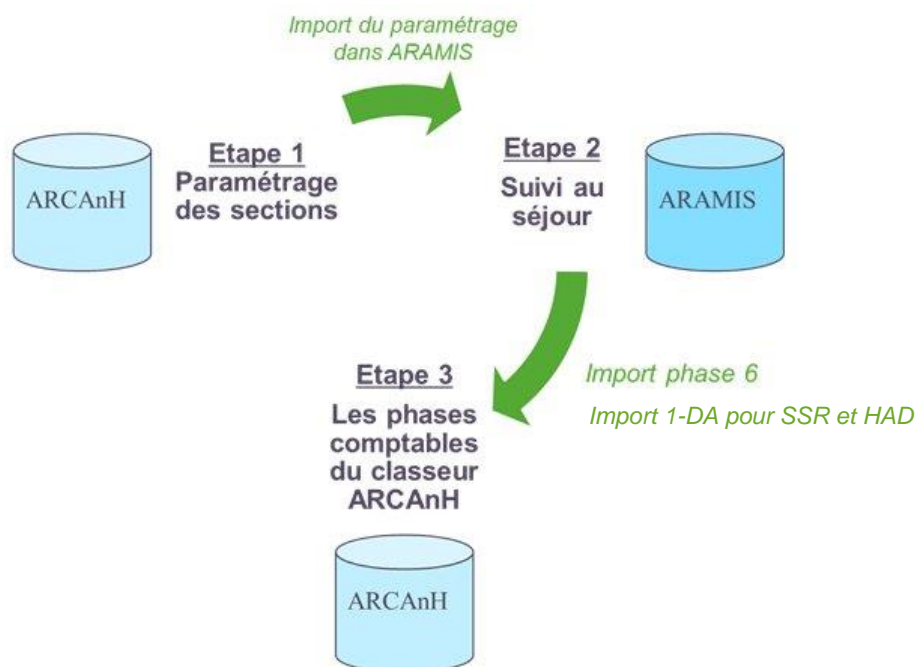 Import du paramétrage
dans ARAMIS
ARCAnH
Etape 1
Paramétrage
des sections
Etape 2
Suivi au
séjour
ARAMIS
Etape 3
Les phases
comptables
du classeur
ARCAnH
Import phase 6
Import 1-DA pour SSR et HAD
ARCAnH